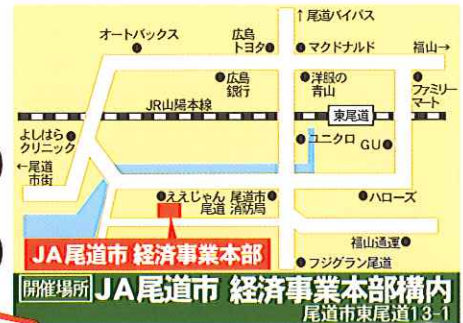 ↑尾道バイパス
オートバックス
広島
トヨタ
マクドナルド
福山→
広島
銀行
洋服の
青山
ファミリー
マート
JR山陽本線
東尾道
よしはら
クリニック
ユニクロ
GU
←尾道
市街
ええじゃん
尾道
尾道市
消防局
ハローズ
JA尾道市 経済事業本部
福山通運
フジグラン尾道
開催場所 JA尾道市 経済事業本部構内
尾道市東尾道13-1